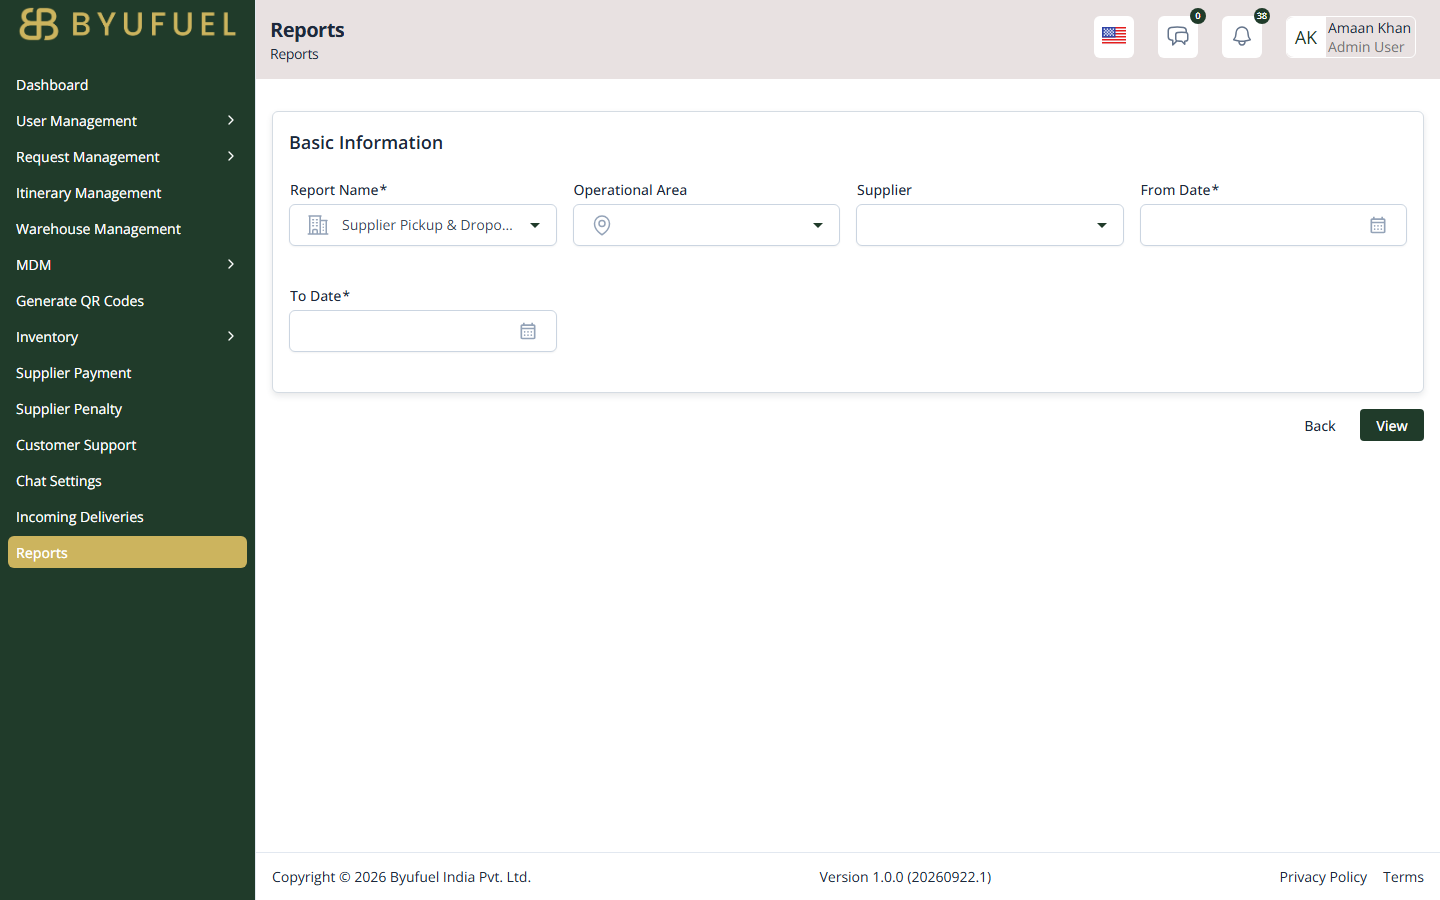 BYUFUEL
Dashboard
User Management
Request Management
Itinerary Management
Warehouse Management
MDM
Generate QR Codes
Inventory
Supplier Payment
Supplier Penalty
Customer Support
Chat Settings
Incoming Deliveries
Reports
Reports
Reports
0
38
AK
Amaan Khan
Admin User
Basic Information
Report Name*
Operational Area
Supplier
From Date*
Supplier Pickup & Dropo...
To Date*
Back
View
Copyright © 2026 Byufuel India Pvt. Ltd.
Version 1.0.0 (20260922.1)
Privacy Policy
Terms